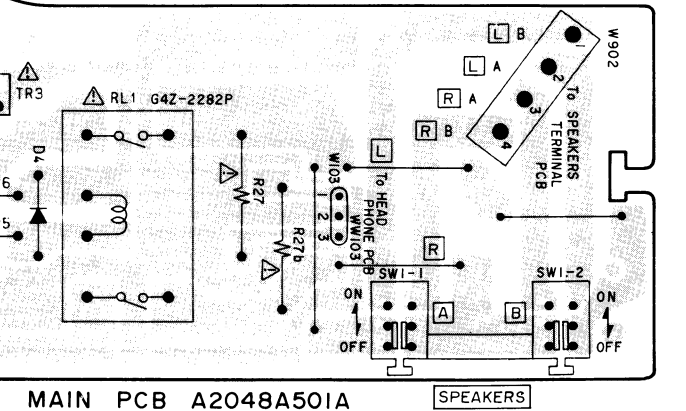 L B
L A
R A
R B
1
2
3
4
W902
To SPEAKERS
TERMINAL
PCB
TR3
RL1 G4Z-2282P
D4
6
5
R27
R27b
W103
1
2
3
L
To HEAD
PHONE PCB
WW103
R
SW1-1
SW1-2
ON
OFF
A
B
ON
OFF
MAIN PCB A2048A501A
SPEAKERS